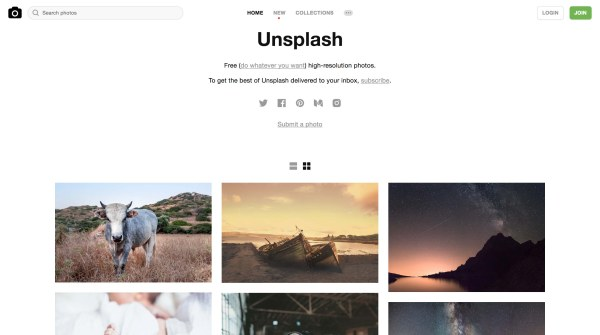 Search photos
HOME NEW COLLECTIONS
LOGIN JOIN
Unsplash
Free (do whatever you want) high-resolution photos.
To get the best of Unsplash delivered to your inbox, subscribe.
Submit a photo